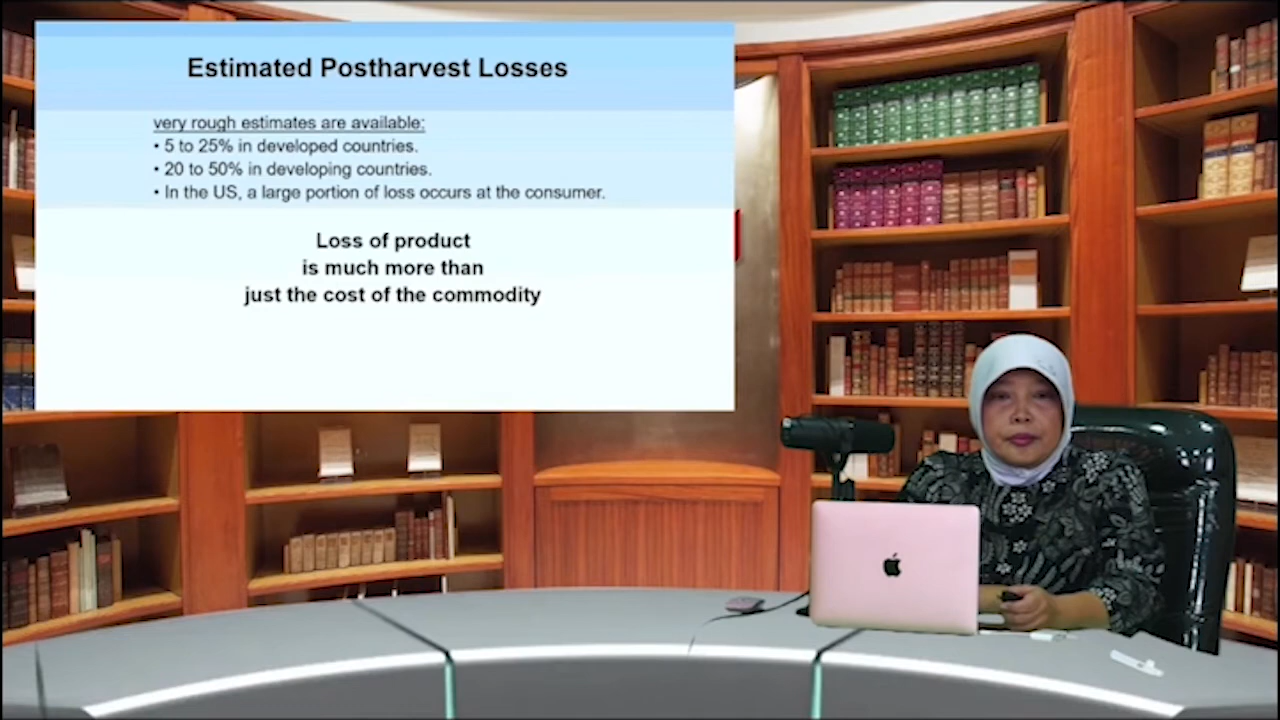 Estimated Postharvest Losses
very rough estimates are available:
• 5 to 25% in developed countries.
• 20 to 50% in developing countries.
• In the US, a large portion of loss occurs at the consumer.
Loss of product
is much more than
just the cost of the commodity